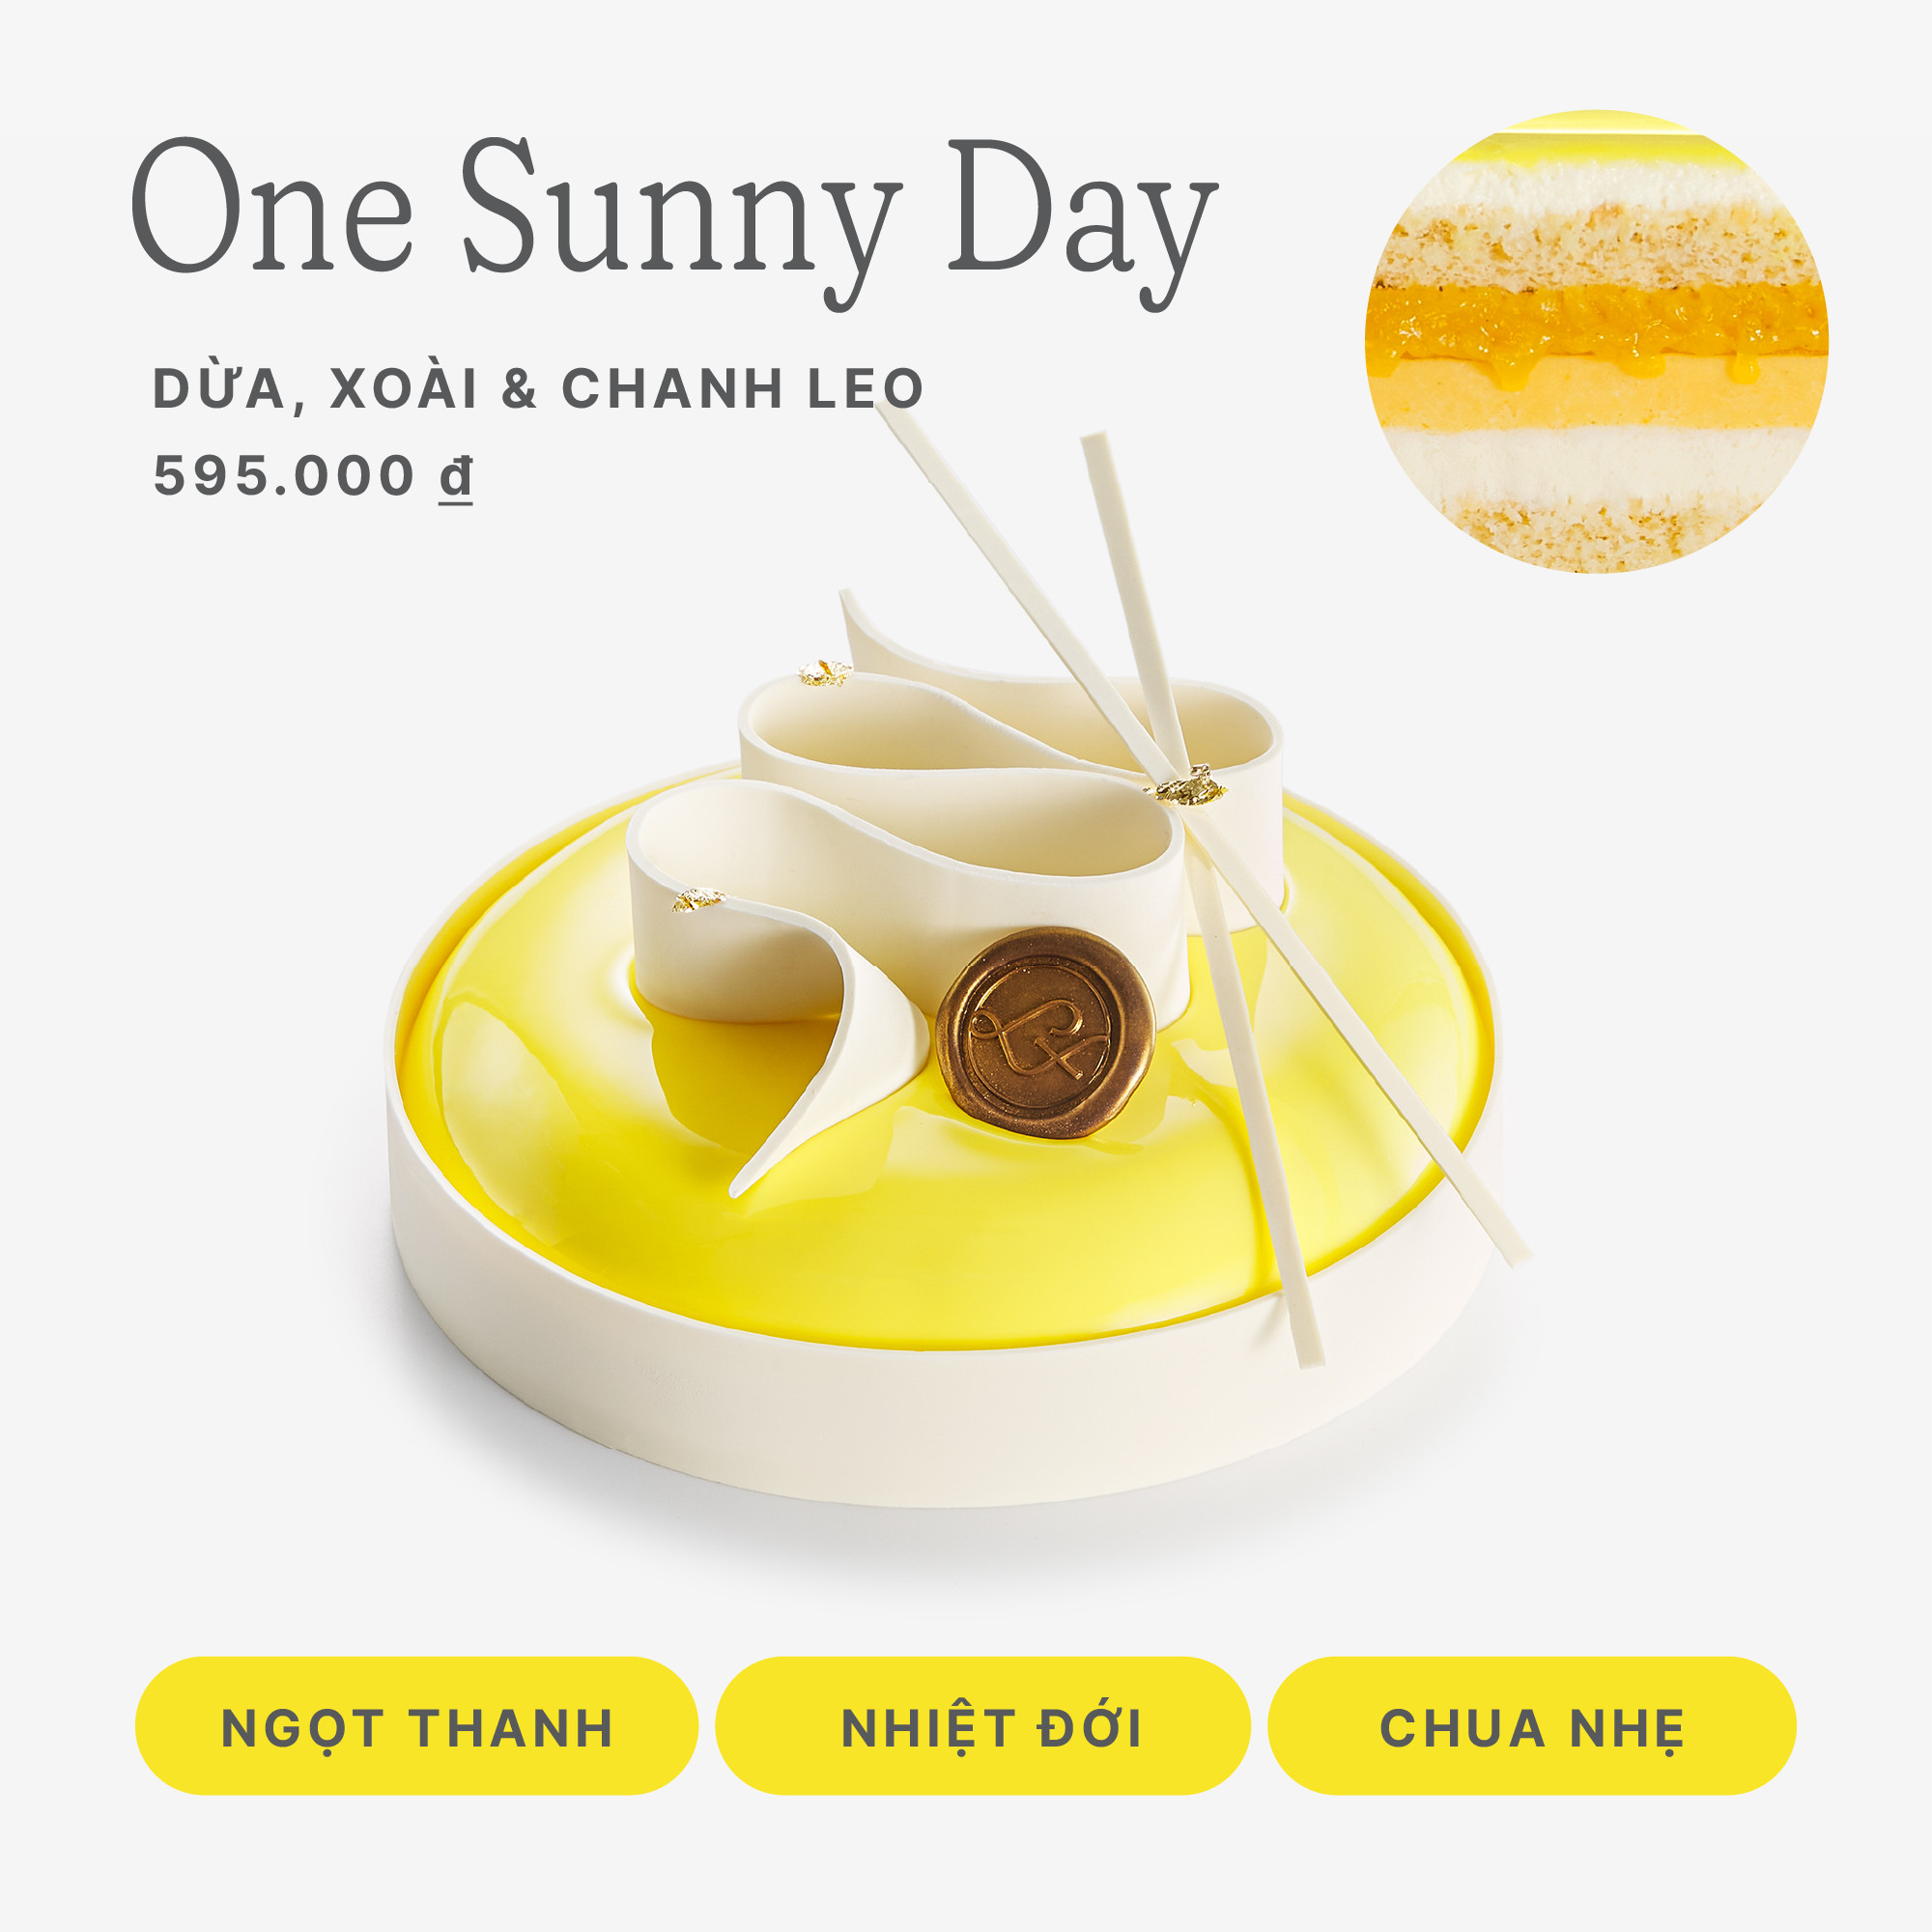 One Sunny Day
DỪA, XOÀI & CHANH LEO
595.000 ₫
NGỌT THANH
NHIỆT ĐỚI
CHUA NHẸ